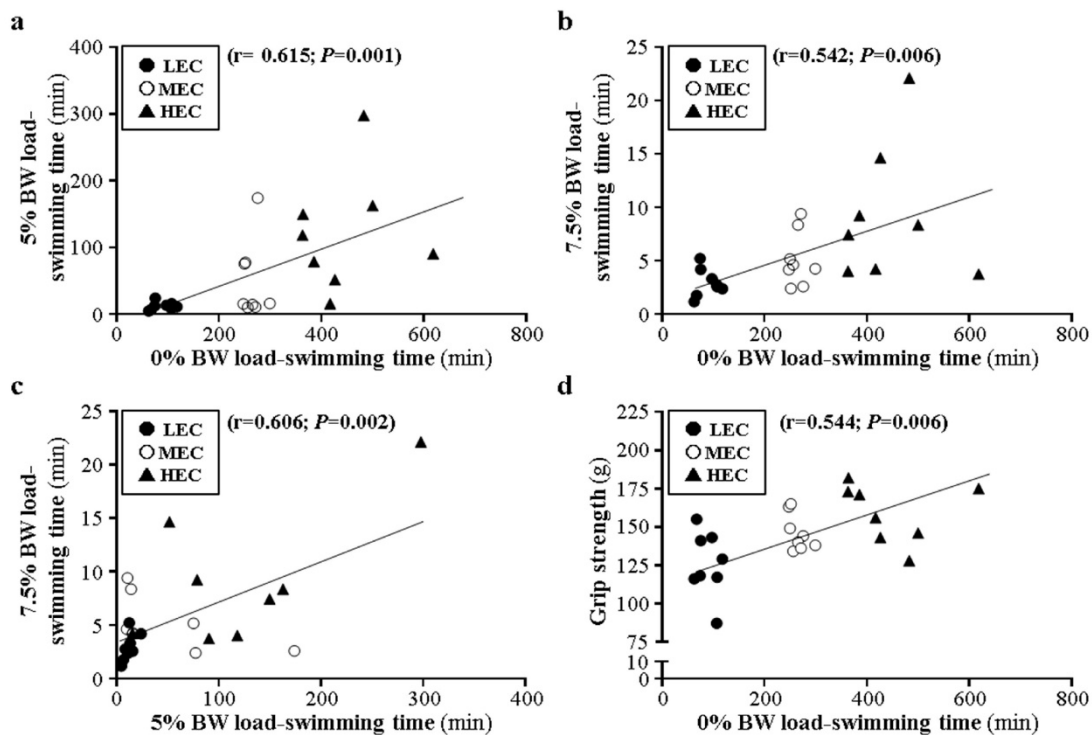 a
(r= 0.615; P=0.001)
LEC
MEC
HEC
5% BW load-
swimming time (min)
400
300
200
100
0
0 200 400 600 800
0% BW load-swimming time (min)
b
(r=0.542; P=0.006)
LEC
MEC
HEC
7.5% BW load-
swimming time (min)
25
20
15
10
5
0
0 200 400 600 800
0% BW load-swimming time (min)
c
(r=0.606; P=0.002)
LEC
MEC
HEC
7.5% BW load-
swimming time (min)
25
20
15
10
5
0
0 100 200 300 400
5% BW load-swimming time (min)
d
(r=0.544; P=0.006)
LEC
MEC
HEC
Grip strength (g)
225
200
175
150
125
100
75
10
0
0 200 400 600 800
0% BW load-swimming time (min)